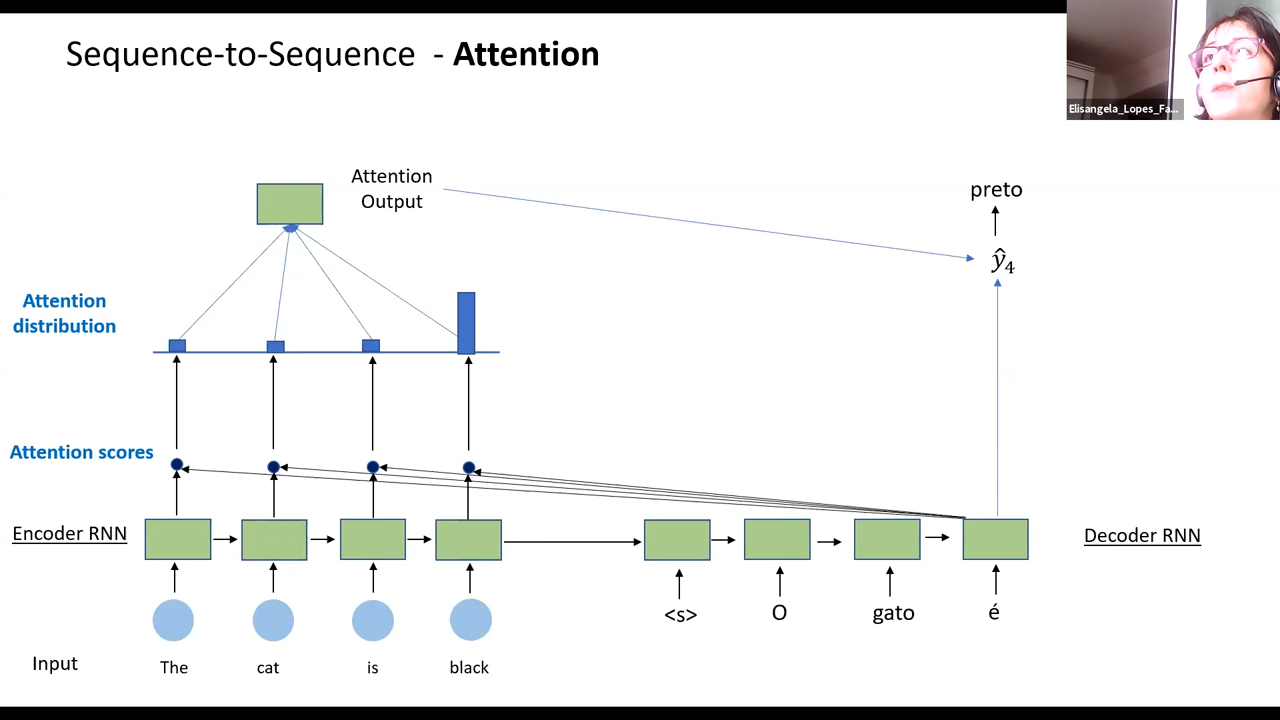 Sequence-to-Sequence - Attention
Elisangela_Lopes_Fa...
Attention
Output
preto
ŷ4
Attention
distribution
Attention scores
Encoder RNN
Decoder RNN
<s> O gato é
Input The cat is black